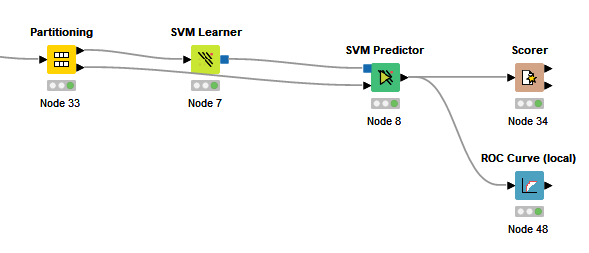 Partitioning
Node 33
SVM Learner
Node 7
SVM Predictor
Node 8
Scorer
Node 34
ROC Curve (local)
Node 48